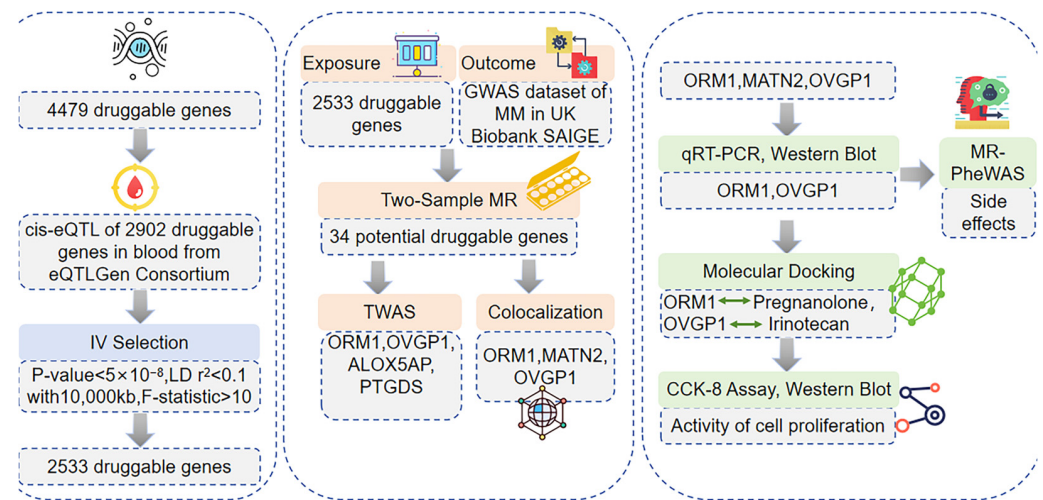 4479 druggable genes
cis-eQTL of 2902 druggable
genes in blood from
eQTLGen Consortium
IV Selection
P-value<5×10⁻⁸,LD r²<0.1
with10,000kb,F-statistic>10
2533 druggable genes
Exposure
2533 druggable
genes
Outcome
GWAS dataset of
MM in UK
Biobank SAIGE
Two-Sample MR
34 potential druggable genes
TWAS
ORM1,OVGP1,
ALOX5AP,
PTGDS
Colocalization
ORM1,MATN2,
OVGP1
ORM1,MATN2,OVGP1
qRT-PCR, Western Blot
ORM1,OVGP1
MR-
PheWAS
Side
effects
Molecular Docking
ORM1 Pregnanolone,
OVGP1 Irinotecan
CCK-8 Assay, Western Blot
Activity of cell proliferation